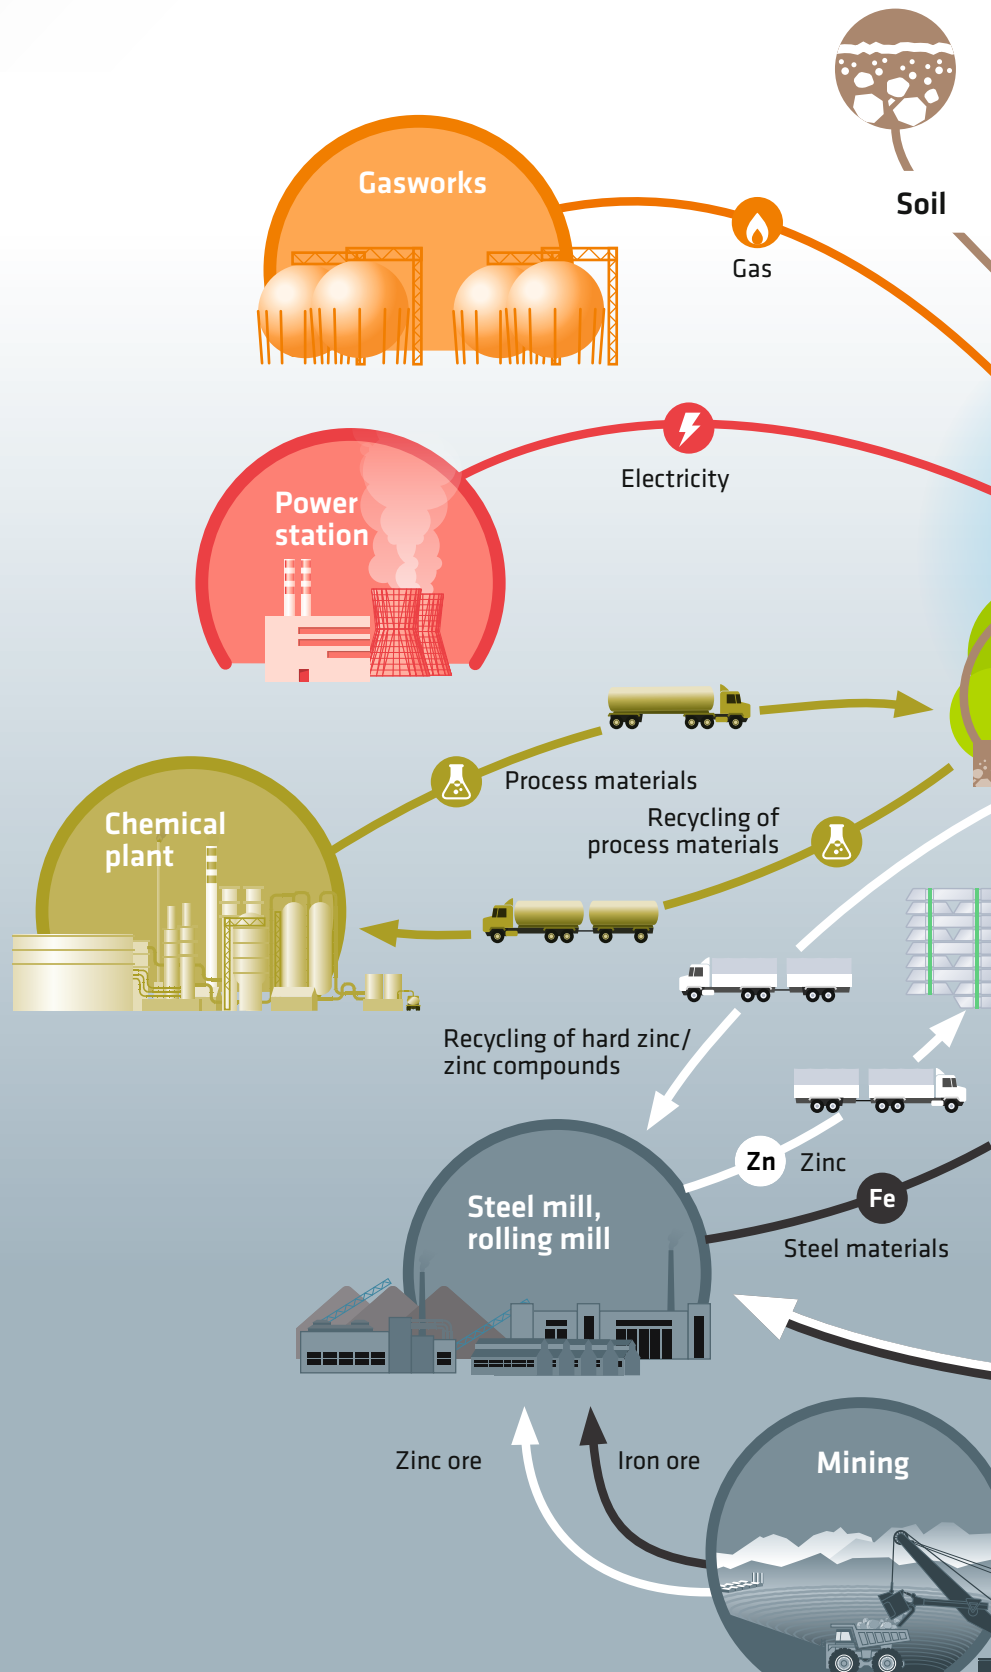 Soil
Gasworks
Gas
Electricity
Power
station
Process materials
Recycling of
process materials
Chemical
plant
Recycling of hard zinc/
zinc compounds
Zn
Zinc
Fe
Steel materials
Steel mill,
rolling mill
Zinc ore
Iron ore
Mining